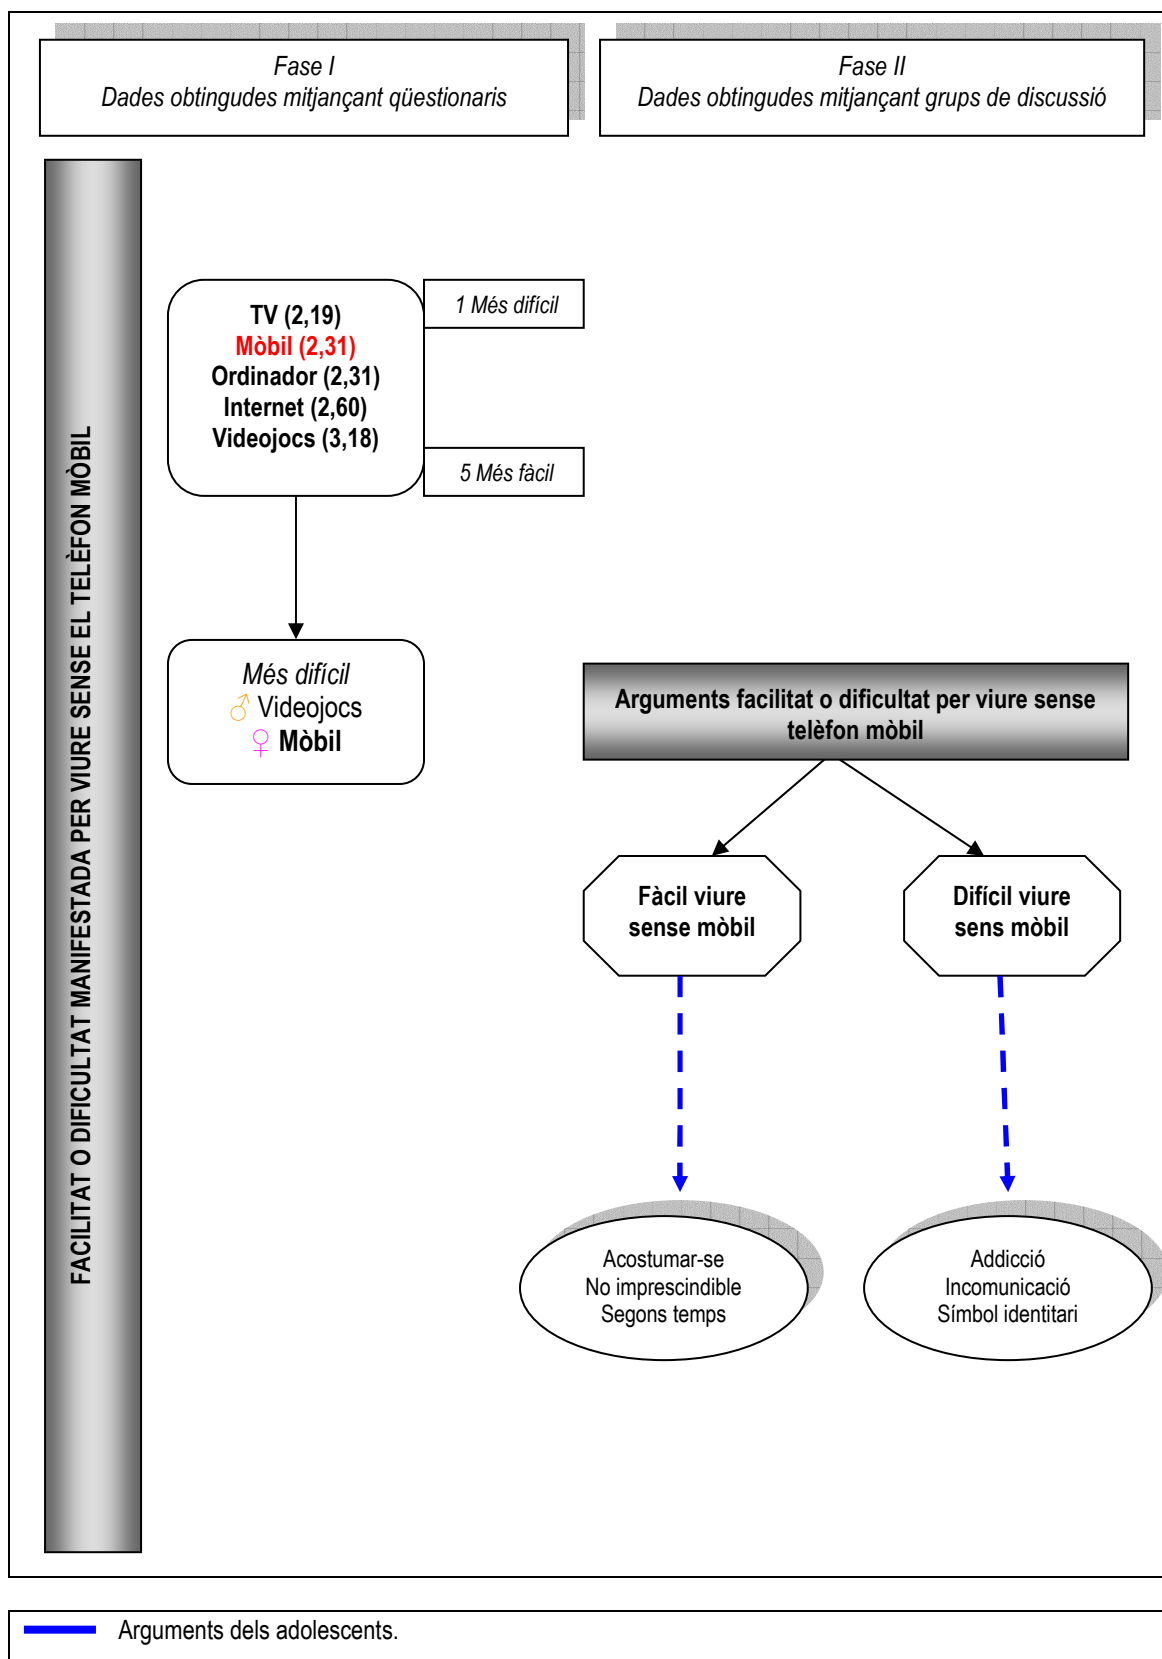 Fase I
Dades obtingudes mitjançant qüestionaris
Fase II
Dades obtingudes mitjançant grups de discussió
FACILITAT O DIFICULTAT MANIFESTADA PER VIURE SENSE EL TELÈFON MÒBIL
TV (2,19)
Mòbil (2,31)
Ordinador (2,31)
Internet (2,60)
Videojocs (3,18)
1 Més difícil
5 Més fàcil
Més difícil
♂ Videojocs
♀ Mòbil
Arguments facilitat o dificultat per viure sense
telèfon mòbil
Fàcil viure
sense mòbil
Difícil viure
sens mòbil
Acostumar-se
No imprescindible
Segons temps
Addicció
Incomunicació
Símbol identitari
Arguments dels adolescents.